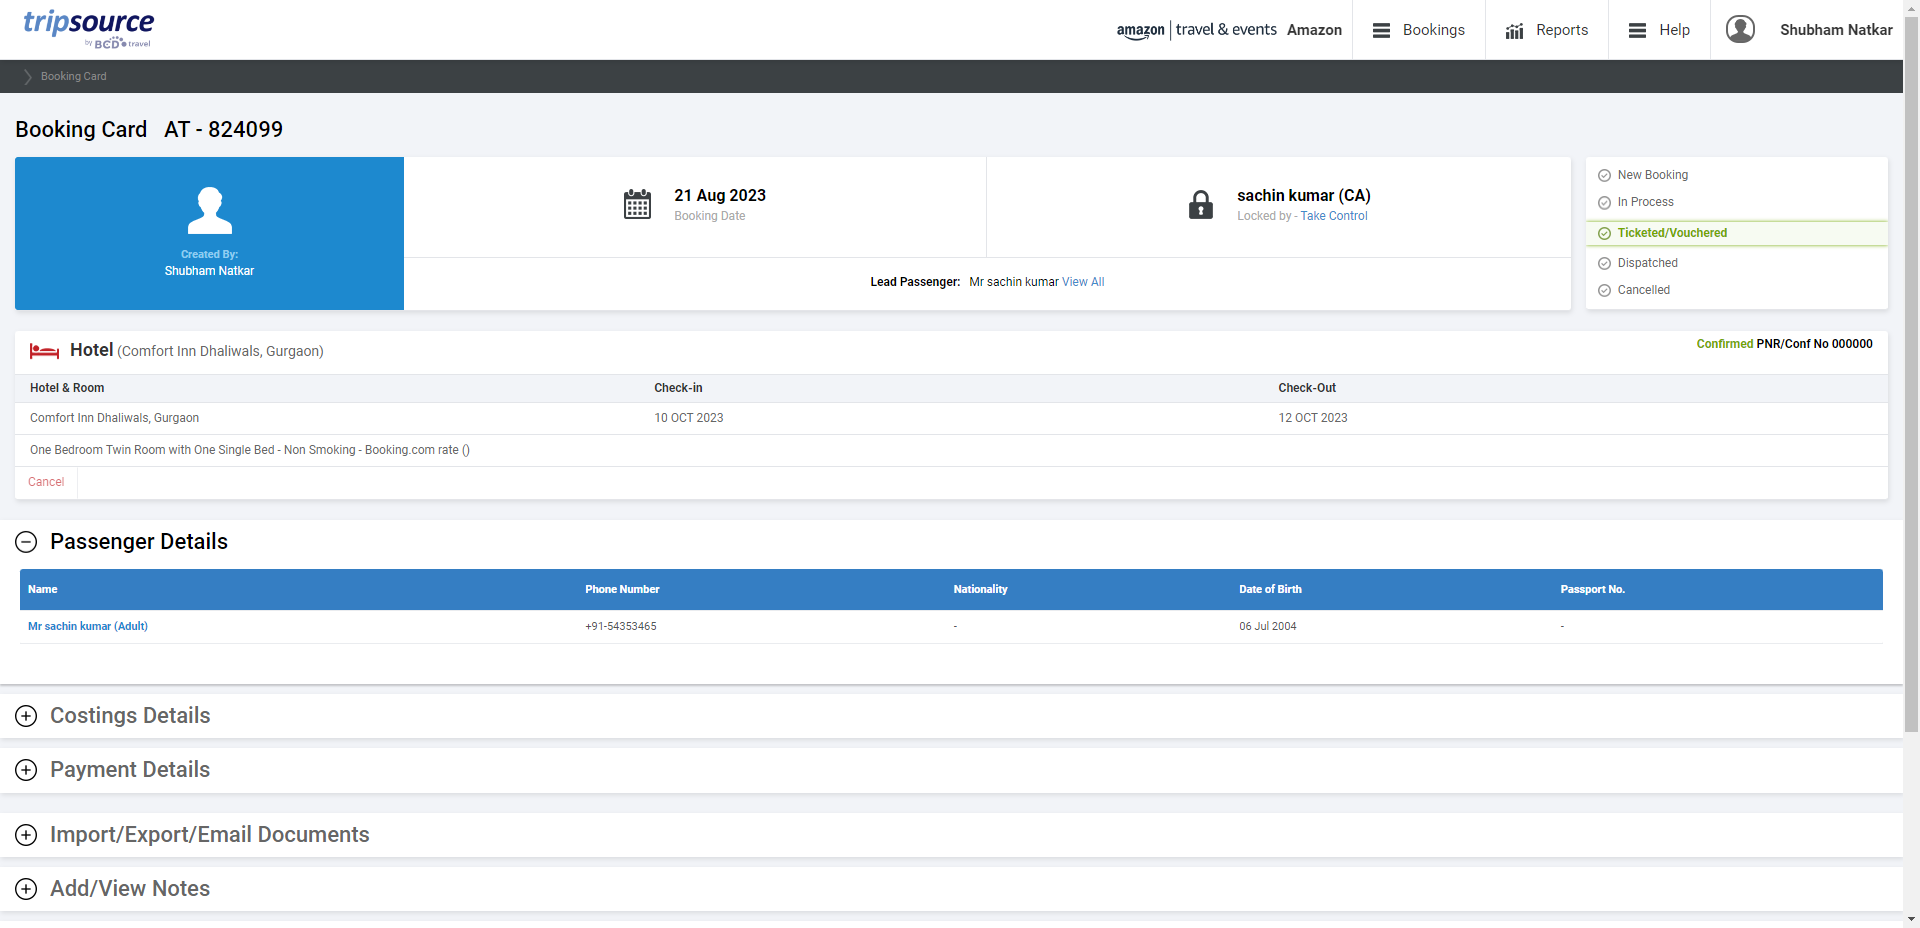 tripsource
by BCD travel
amazon | travel & events Amazon
Bookings
Reports
Help
Shubham Natkar
Booking Card
Booking Card AT - 824099
Created By:
Shubham Natkar
21 Aug 2023
Booking Date
sachin kumar (CA)
Locked by - Take Control
Lead Passenger: Mr sachin kumar View All
New Booking
In Process
Ticketed/Vouchered
Dispatched
Cancelled
Hotel (Comfort Inn Dhaliwals, Gurgaon)
Confirmed PNR/Conf No 000000
Hotel & Room Check-in Check-Out
Comfort Inn Dhaliwals, Gurgaon 10 OCT 2023 12 OCT 2023
One Bedroom Twin Room with One Single Bed - Non Smoking - Booking.com rate ()
Cancel
Passenger Details
Name Phone Number Nationality Date of Birth Passport No.
Mr sachin kumar (Adult) +91-54353465 - 06 Jul 2004 -
Costings Details
Payment Details
Import/Export/Email Documents
Add/View Notes